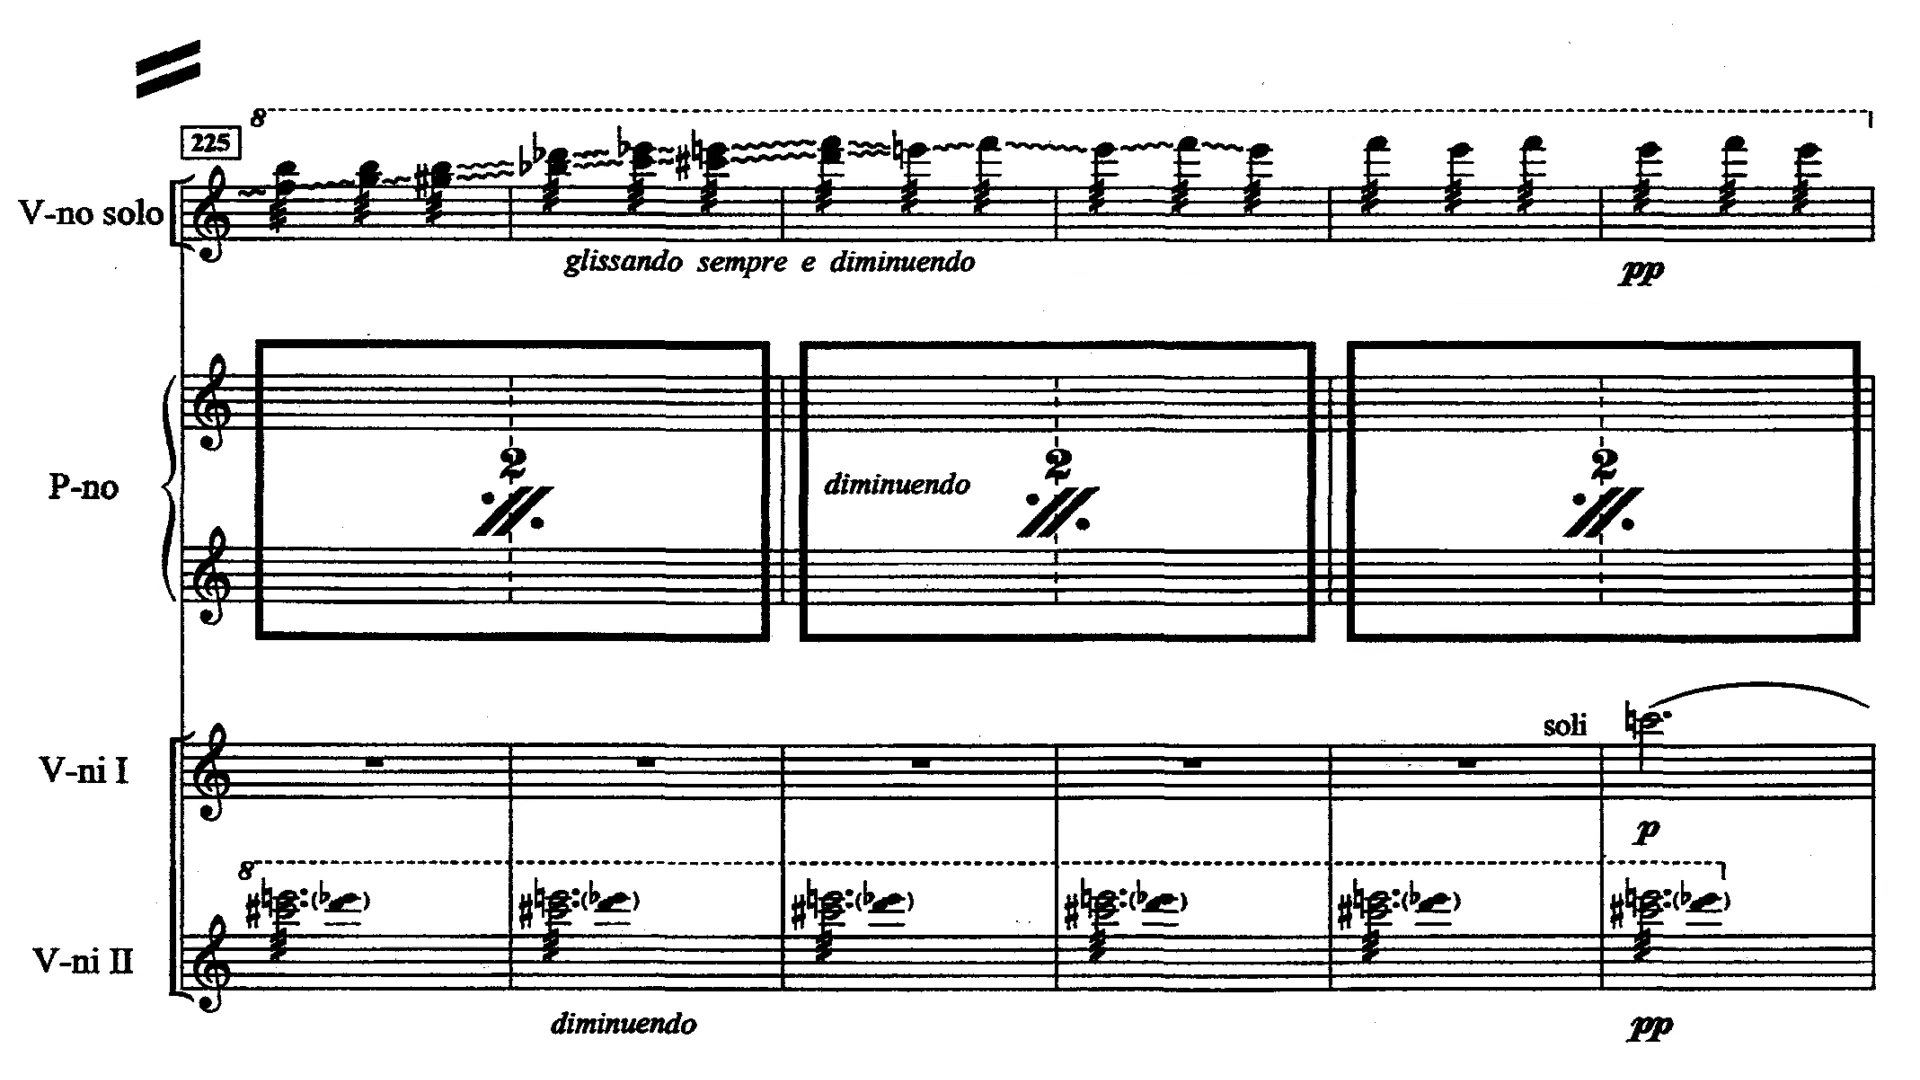 8
225
V-no solo
glissando sempre e diminuendo
pp
2 2 2
P-no
diminuendo
soli
V-ni I
p
8
V-ni II
diminuendo
pp